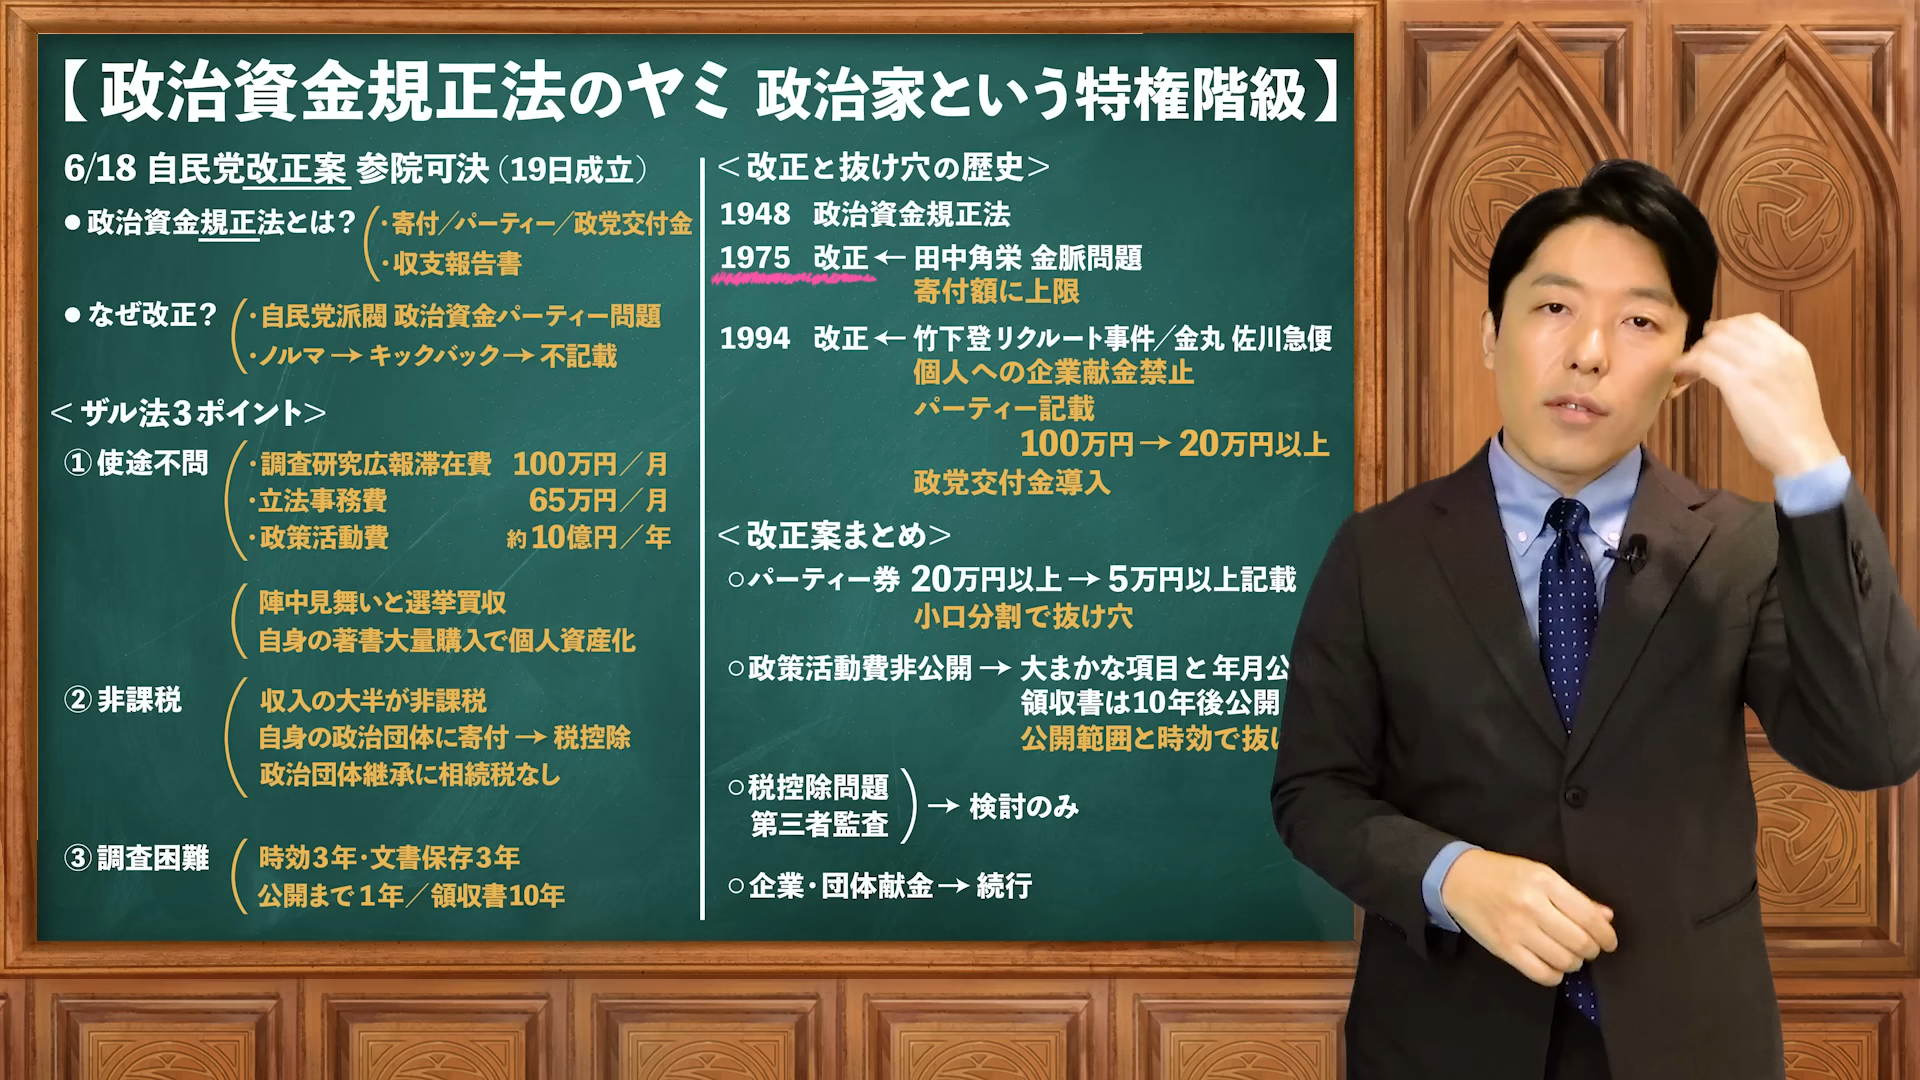 【政治資金規正法のヤミ 政治家という特権階級】
6/18 自民党改正案 参院可決（19日成立）
●政治資金規正法とは？
・寄付／パーティー／政党交付金
・収支報告書
●なぜ改正？
・自民党派閥 政治資金パーティー問題
・ノルマ→キックバック→不記載
＜ザル法3ポイント＞
①使途不問
・調査研究広報滞在費 100万円／月
・立法事務費 65万円／月
・政策活動費 約10億円／年
陣中見舞いと選挙買収
自身の著書大量購入で個人資産化
②非課税
収入の大半が非課税
自身の政治団体に寄付→税控除
政治団体継承に相続税なし
③調査困難
時効3年・文書保存3年
公開まで1年／領収書10年
＜改正と抜け穴の歴史＞
1948 政治資金規正法
1975 改正←田中角栄 金脈問題
寄付額に上限
1994 改正←竹下登リクルート事件／金丸 佐川急便
個人への企業献金禁止
パーティー記載
100万円→20万円以上
政党交付金導入
＜改正案まとめ＞
○パーティー券 20万円以上→5万円以上記載
小口分割で抜け穴
○政策活動費非公開→大まかな項目と年月公
領収書は10年後公開
公開範囲と時効で抜け
○税控除問題
第三者監査
→検討のみ
○企業・団体献金→続行